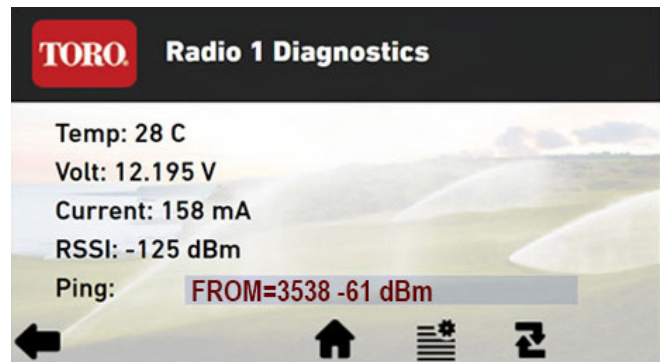 TORO. Radio 1 Diagnostics
Temp: 28 C
Volt: 12.195 V
Current: 158 mA
RSSI: -125 dBm
Ping: FROM=3538 -61 dBm